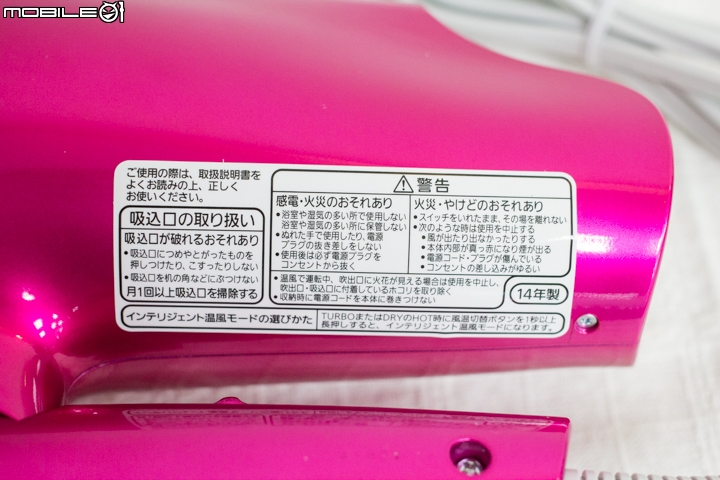 MOBILE01
ご使用の際は、取扱説明書を
よくお読みの上、正しく
お使いください。
吸込口の取り扱い
吸込口が破れるおそれあり
•吸込口につめやとがったものを
押しつけたり、こすったりしない
•吸込口を机の角などにぶつけない
月1回以上吸込口を掃除する
⚠警告
感電・火災のおそれあり
•浴室や湿気の多い所で使用しない
浴室や湿気の多い所に保管しない
•ぬれた手で使用したり、電源
プラグの抜き差しをしない
•使用後は必ず電源プラグを
コンセントから抜く
火災・やけどのおそれあり
•スイッチをいれたまま、その場を離れない
•次のような時は使用を中止する
•風が出たり出なかったりする
•本体内部が真っ赤になり煙が出る
•電源コード・プラグが傷んでいる
•コンセントの差し込みがゆるい
•温風で運転中、吹出口に火花が見える場合は使用を中止し、
吹出口・吸込口に付着しているホコリを取り除く
•収納時に電源コードを本体に巻きつけない
14年製
インテリジェント温風モードの選びかた
TURBOまたはDRYのHOT時に風温切替ボタンを1秒以上
長押しすると、インテリジェント温風モードになります。